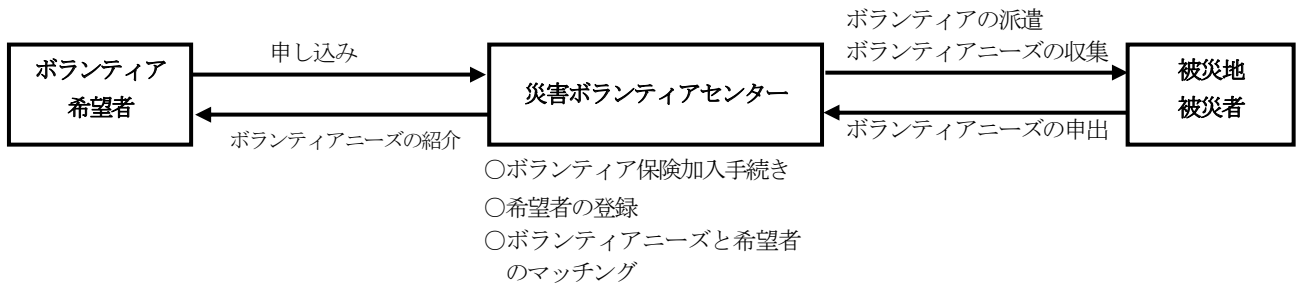 ボランティアの派遣
申し込み
ボランティアニーズの収集
ボランティア
希望者
災害ボランティアセンター
被災地
被災者
ボランティアニーズの紹介
ボランティアニーズの申出
○ボランティア保険加入手続き
○希望者の登録
○ボランティアニーズと希望者
のマッチング